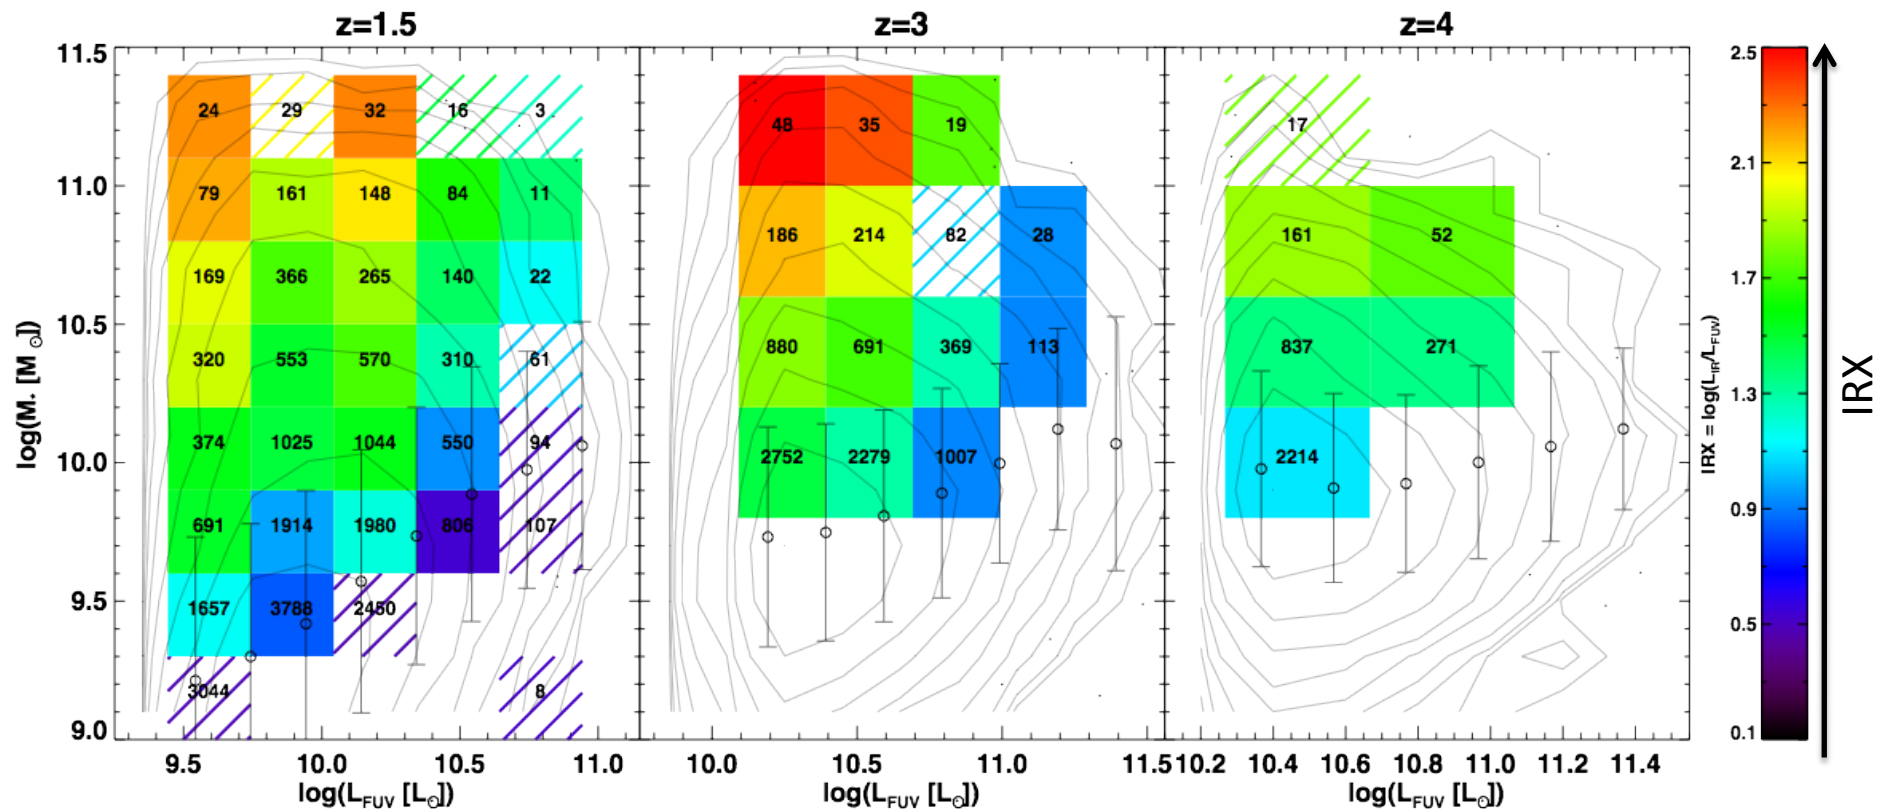 z=1.5 z=3 z=4
11.5 11.0 10.5 10.0 9.5 9.0
log(M* [M⊙])
24 29 32 16 3
79 161 148 84 11
169 366 265 140 22
320 553 570 310 61
374 1025 1044 550 94
691 1914 1980 806 107
1657 3788 2450
3044 8
9.5 10.0 10.5 11.0
log(L_FUV [L⊙])
48 35 19
186 214 82 28
880 691 369 113
2752 2279 1007
10.0 10.5 11.0 11.5
log(L_FUV [L⊙])
17
161 52
837 271
2214
10.2 10.4 10.6 10.8 11.0 11.2 11.4
log(L_FUV [L⊙])
2.5
2.1
1.7
1.3
0.9
0.5
0.1
IRX = log(L_IR/L_FUV)
IRX